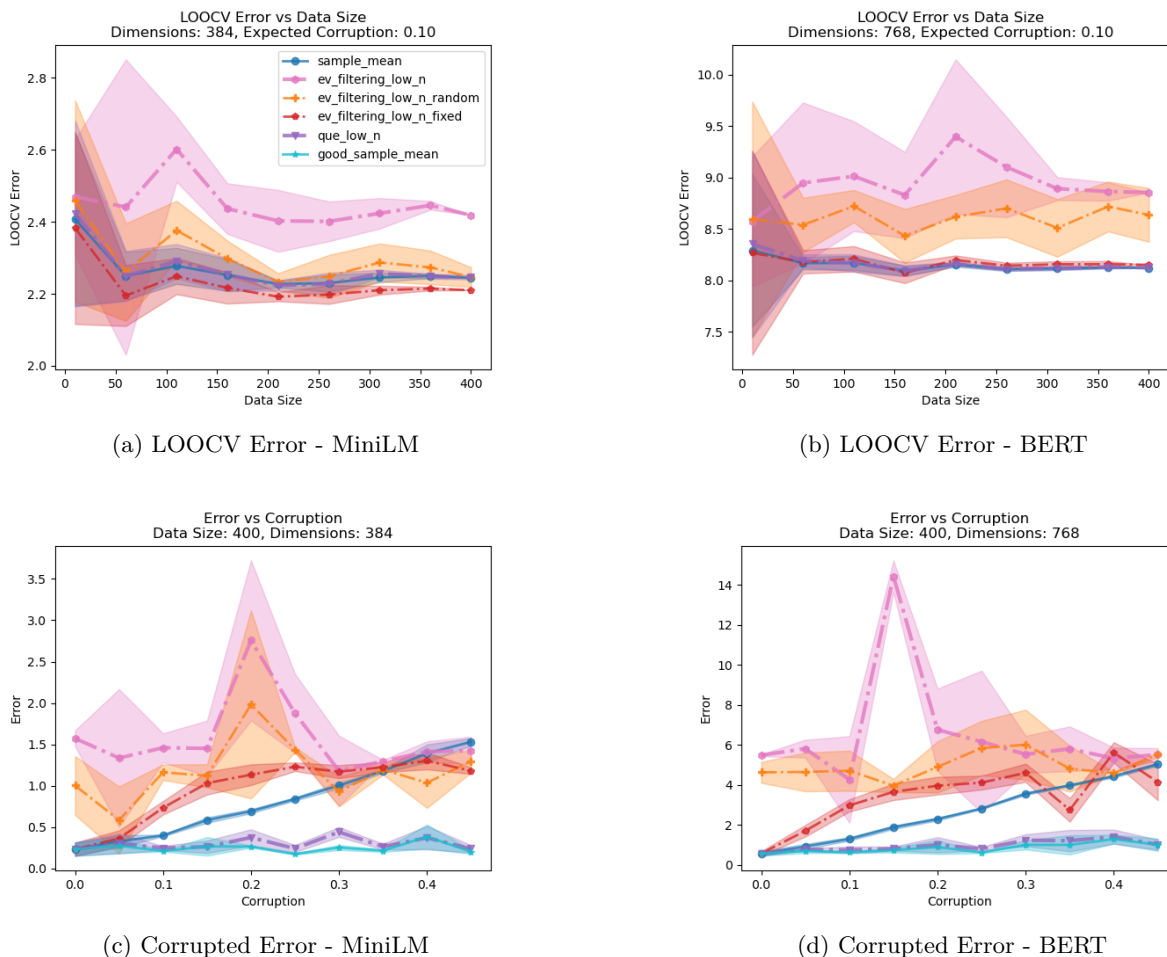 LOOCV Error vs Data Size
Dimensions: 384, Expected Corruption: 0.10
2.8
2.6
2.4
2.2
2.0
LOOCV Error
sample_mean
ev_filtering_low_n
ev_filtering_low_n_random
ev_filtering_low_n_fixed
que_low_n
good_sample_mean
0 50 100 150 200 250 300 350 400
Data Size
(a) LOOCV Error - MiniLM
LOOCV Error vs Data Size
Dimensions: 768, Expected Corruption: 0.10
10.0
9.5
9.0
8.5
8.0
7.5
LOOCV Error
0 50 100 150 200 250 300 350 400
Data Size
(b) LOOCV Error - BERT
Error vs Corruption
Data Size: 400, Dimensions: 384
3.5
3.0
2.5
2.0
1.5
1.0
0.5
0.0
Error
0.0 0.1 0.2 0.3 0.4
Corruption
(c) Corrupted Error - MiniLM
Error vs Corruption
Data Size: 400, Dimensions: 768
14
12
10
8
6
4
2
0
Error
0.0 0.1 0.2 0.3 0.4
Corruption
(d) Corrupted Error - BERT